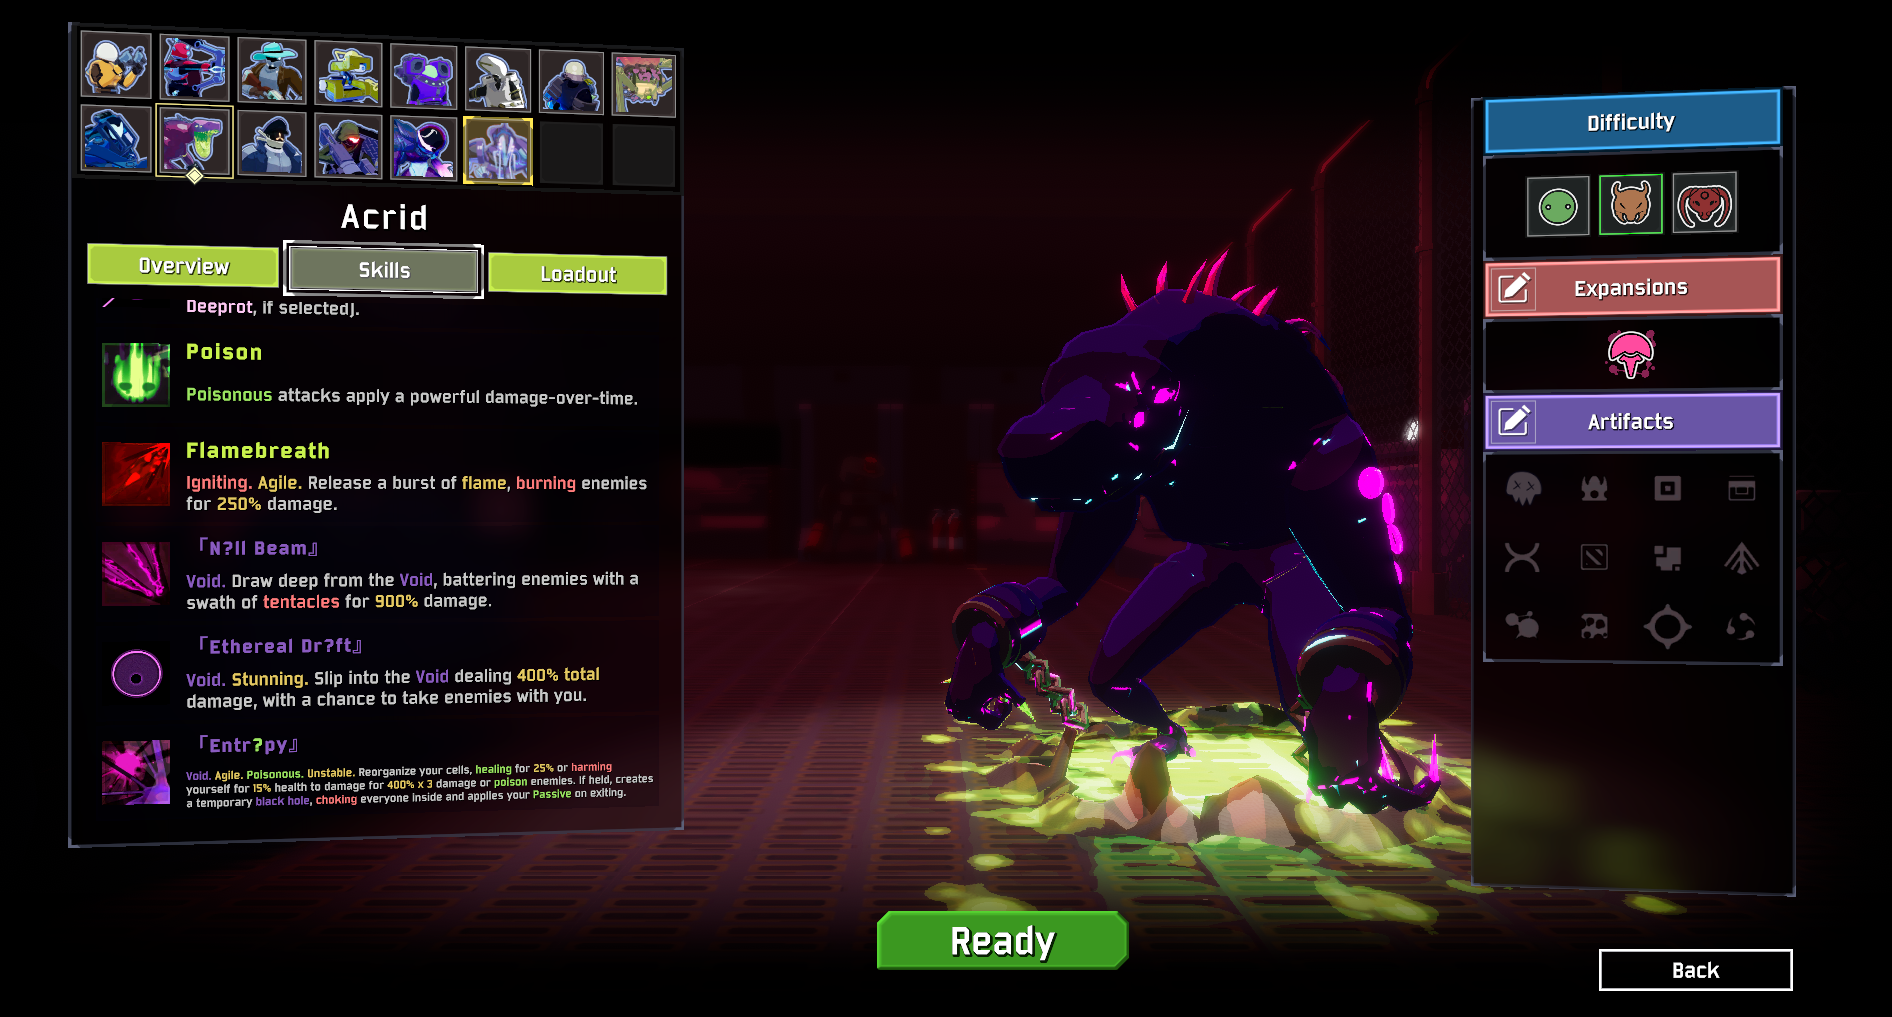 Acrid
Overview
Skills
Loadout
Deeprot, if selected).
Poison
Poisonous attacks apply a powerful damage-over-time.
Flamebreath
Igniting. Agile. Release a burst of flame, burning enemies
for 250% damage.
「N?ll Beam』
Void. Draw deep from the Void, battering enemies with a
swath of tentacles for 900% damage.
「Ethereal Dr?ft』
Void. Stunning. Slip into the Void dealing 400% total
damage, with a chance to take enemies with you.
「Entr?py』
Void. Agile. Poisonous. Unstable. Reorganize your cells, healing for 25% or harming
yourself for 15% health to damage for 400% x 3 damage or poison enemies. If held, creates
a temporary black hole, choking everyone inside and applies your Passive on exiting.
Difficulty
Expansions
Artifacts
Ready
Back